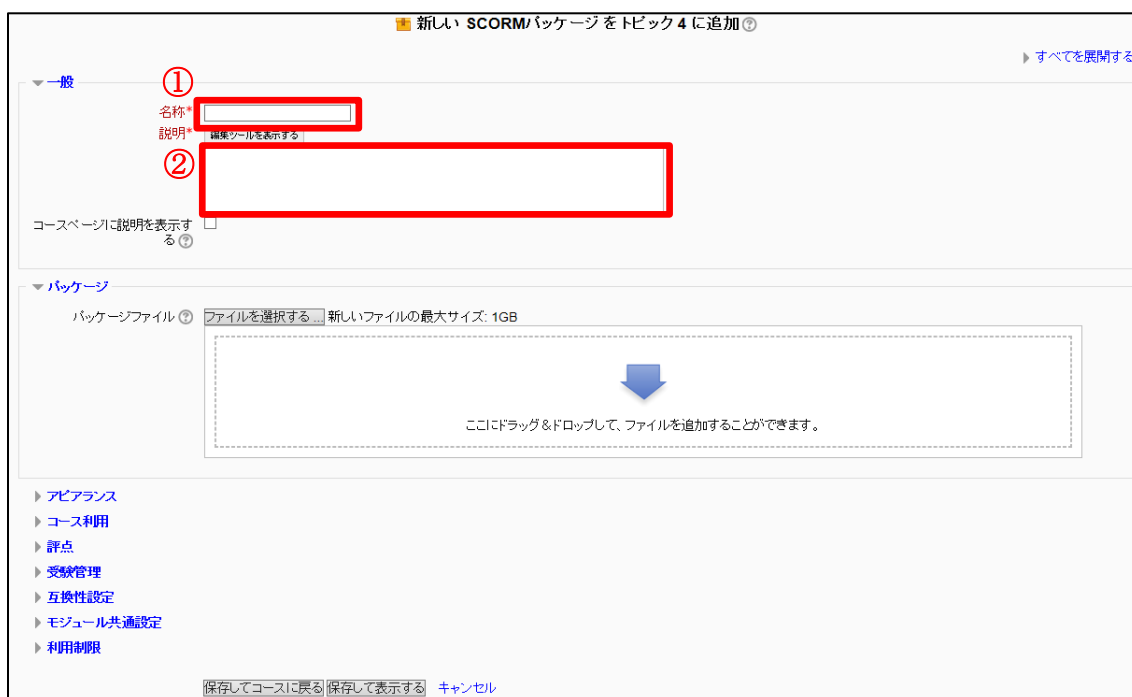 新しい SCORMパッケージ をトピック 4 に追加?
すべてを展開する
一般
①
名称*
説明*
編集ツールを表示する
②
コースページに説明を表示す
る?
パッケージ
パッケージファイル ? ファイルを選択する ... 新しいファイルの最大サイズ: 1GB
ここにドラッグ&ドロップして、ファイルを追加することができます。
アピアランス
コース利用
評点
受験管理
互換性設定
モジュール共通設定
利用制限
保存してコースに戻る 保存して表示する キャンセル